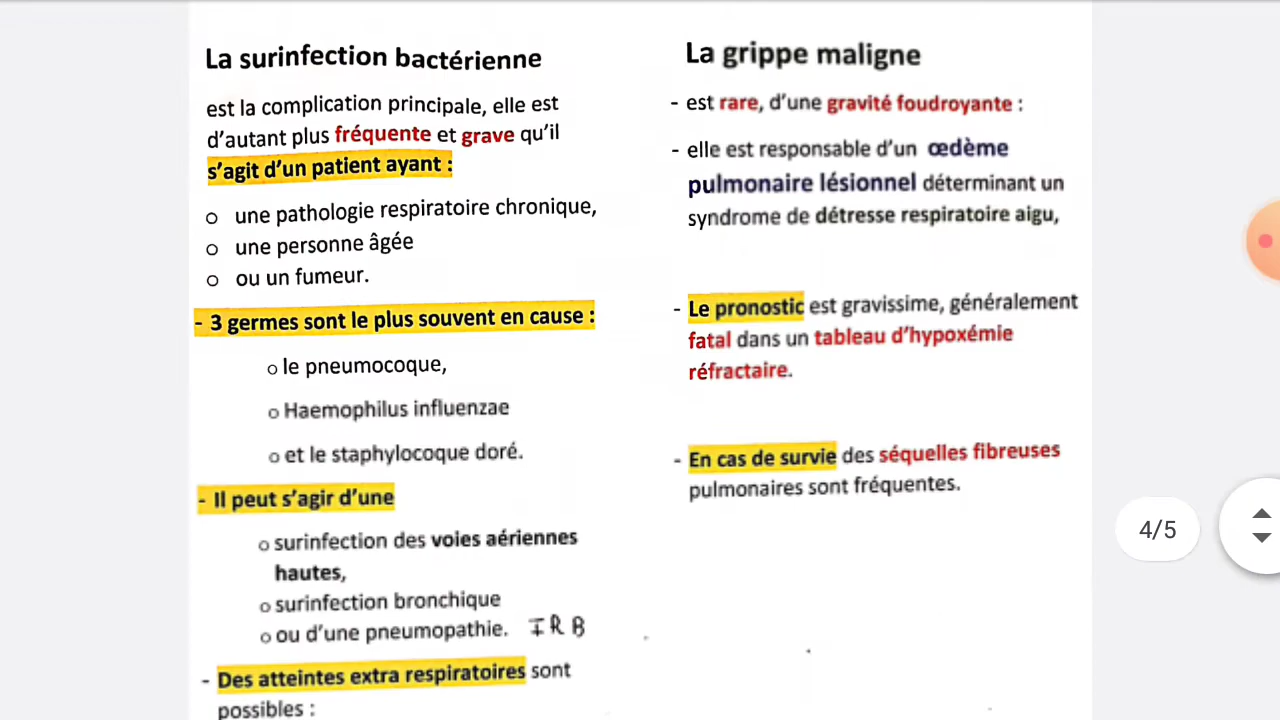 La surinfection bactérienne
est la complication principale, elle est
d'autant plus fréquente et grave qu'il
s'agit d'un patient ayant :
o une pathologie respiratoire chronique,
o une personne âgée
o ou un fumeur.
- 3 germes sont le plus souvent en cause :
o le pneumocoque,
o Haemophilus influenzae
o et le staphylocoque doré.
- Il peut s'agir d'une
o surinfection des voies aériennes
hautes,
o surinfection bronchique
o ou d'une pneumopathie. IRB
- Des atteintes extra respiratoires sont
possibles :
La grippe maligne
- est rare, d'une gravité foudroyante :
- elle est responsable d'un œdème
pulmonaire lésionnel déterminant un
syndrome de détresse respiratoire aigu,
- Le pronostic est gravissime, généralement
fatal dans un tableau d'hypoxémie
réfractaire.
- En cas de survie des séquelles fibreuses
pulmonaires sont fréquentes.
4/5